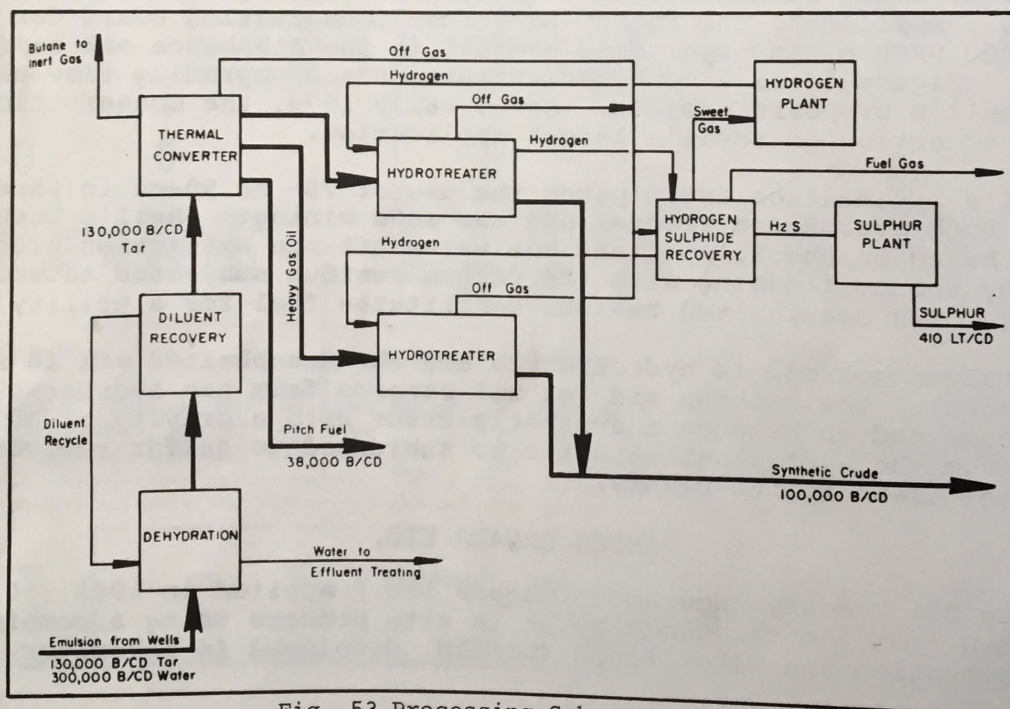 Butane to
Inert Gas
Off Gas
Hydrogen
Off Gas
Hydrogen
HYDROGEN
PLANT
Sweet
Gas
THERMAL
CONVERTER
HYDROTREATER
Fuel Gas
130,000 B/CD
Tar
Heavy Gas Oil
Hydrogen
HYDROGEN
SULPHIDE
RECOVERY
H2 S
SULPHUR
PLANT
Off Gas
DILUENT
RECOVERY
HYDROTREATER
SULPHUR
410 LT/CD
Diluent
Recycle
Pitch Fuel
38,000 B/CD
Synthetic Crude
100,000 B/CD
DEHYDRATION
Water to
Effluent Treating
Emulsion from Wells
130,000 B/CD Tar
300,000 B/CD Water
Fig. 53 Processing